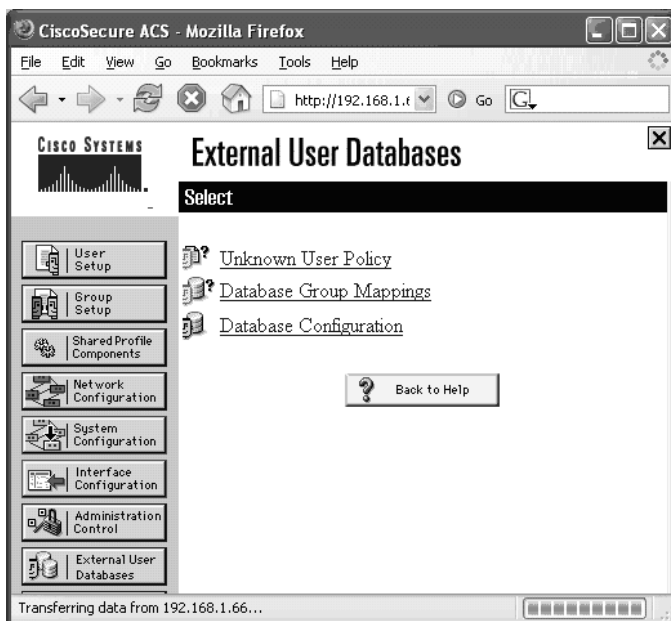 CiscoSecure ACS - Mozilla Firefox
File Edit View Go Bookmarks Tools Help
http://192.168.1.6 Go G
CISCO SYSTEMS
External User Databases
Select
User Setup
Group Setup
Shared Profile Components
Network Configuration
System Configuration
Interface Configuration
Administration Control
External User Databases
Unknown User Policy
Database Group Mappings
Database Configuration
Back to Help
Transferring data from 192.168.1.66...